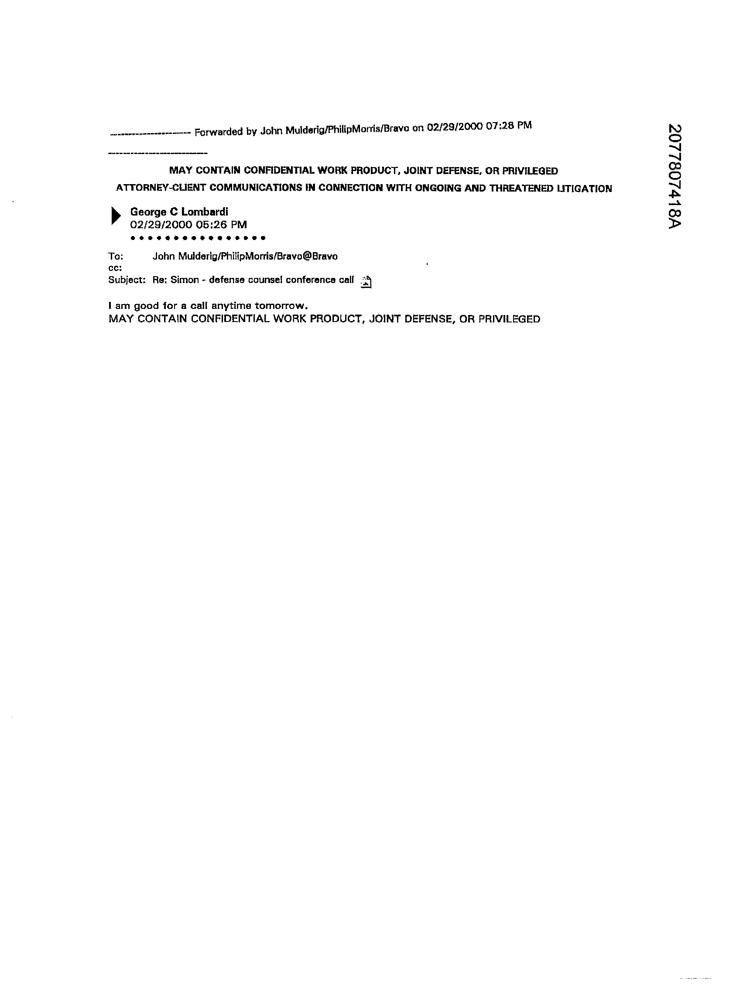 ----------------------- Forwarded by John Mulderig/PhilipMorris/Bravo on 02/29/2000 07:28 PM
---------------------------
MAY CONTAIN CONFIDENTIAL WORK PRODUCT, JOINT DEFENSE, OR PRIVILEGED
ATTORNEY-CLIENT COMMUNICATIONS IN CONNECTION WITH ONGOING AND THREATENED LITIGATION
George C Lombardi
02/29/2000 05:26 PM
To: John Mulderig/PhilipMorris/Bravo@Bravo
cc:
Subject: Re: Simon - defense counsel conference call
I am good for a call anytime tomorrow.
MAY CONTAIN CONFIDENTIAL WORK PRODUCT, JOINT DEFENSE, OR PRIVILEGED
2077807418A